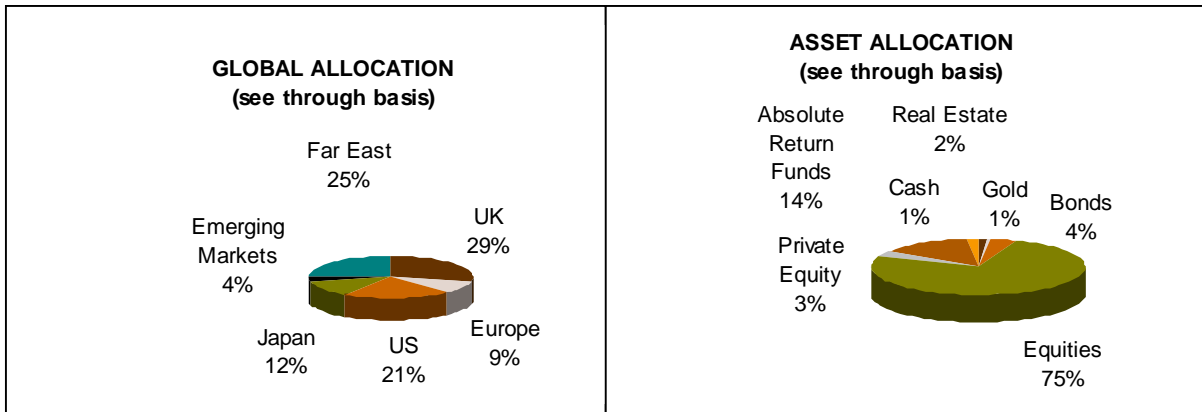 GLOBAL ALLOCATION
(see through basis)
Far East
25%
UK
29%
Emerging
Markets
4%
Japan
12%
US
21%
Europe
9%
ASSET ALLOCATION
(see through basis)
Absolute
Return
Funds
14%
Real Estate
2%
Cash
1%
Gold
1%
Bonds
4%
Private
Equity
3%
Equities
75%